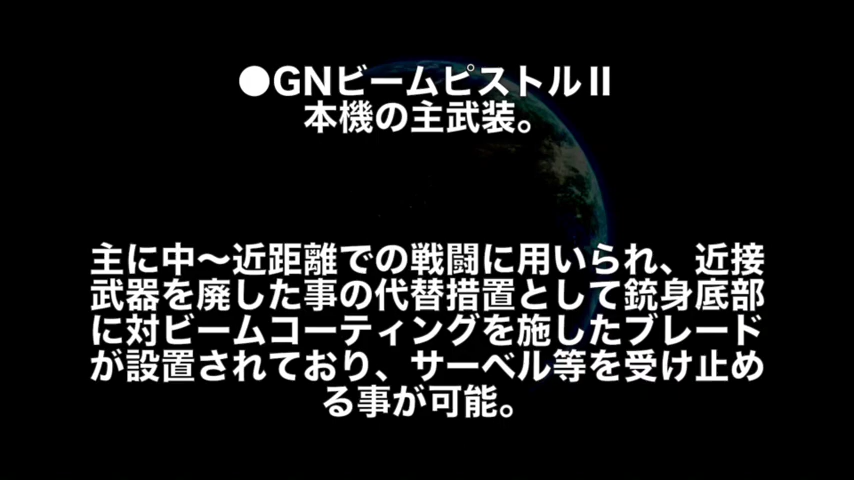 ●GNビームピストルⅡ
本機の主武装。
主に中〜近距離での戦闘に用いられ、近接
武器を廃した事の代替措置として銃身底部
に対ビームコーティングを施したブレード
が設置されており、サーベル等を受け止め
る事が可能。